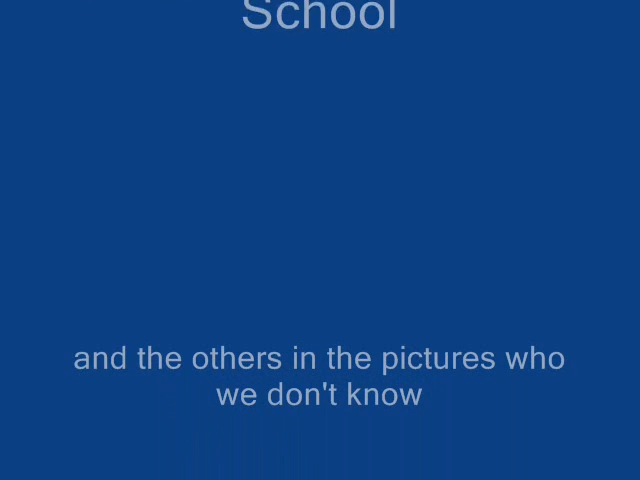 School
and the others in the pictures who
we don't know